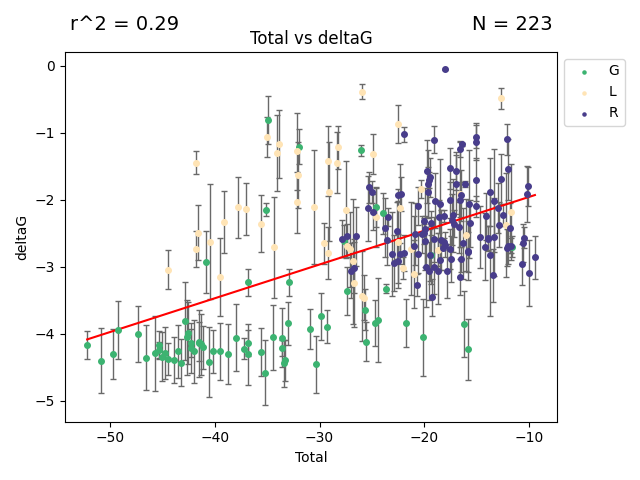 r^2 = 0.29 N = 223
Total vs deltaG
G
L
R
0
−1
−2
−3
−4
−5
deltaG
−50 −40 −30 −20 −10
Total